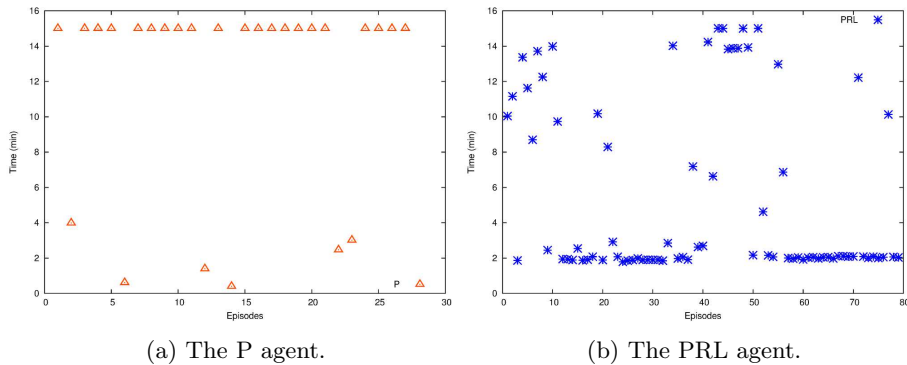 16
14
12
10
8
6
4
2
0
Time (min)
0 5 10 15 20 25 30
Episodes
P
(a) The P agent.
16
14
12
10
8
6
4
2
0
Time (min)
0 10 20 30 40 50 60 70 80
Episodes
PRL
(b) The PRL agent.